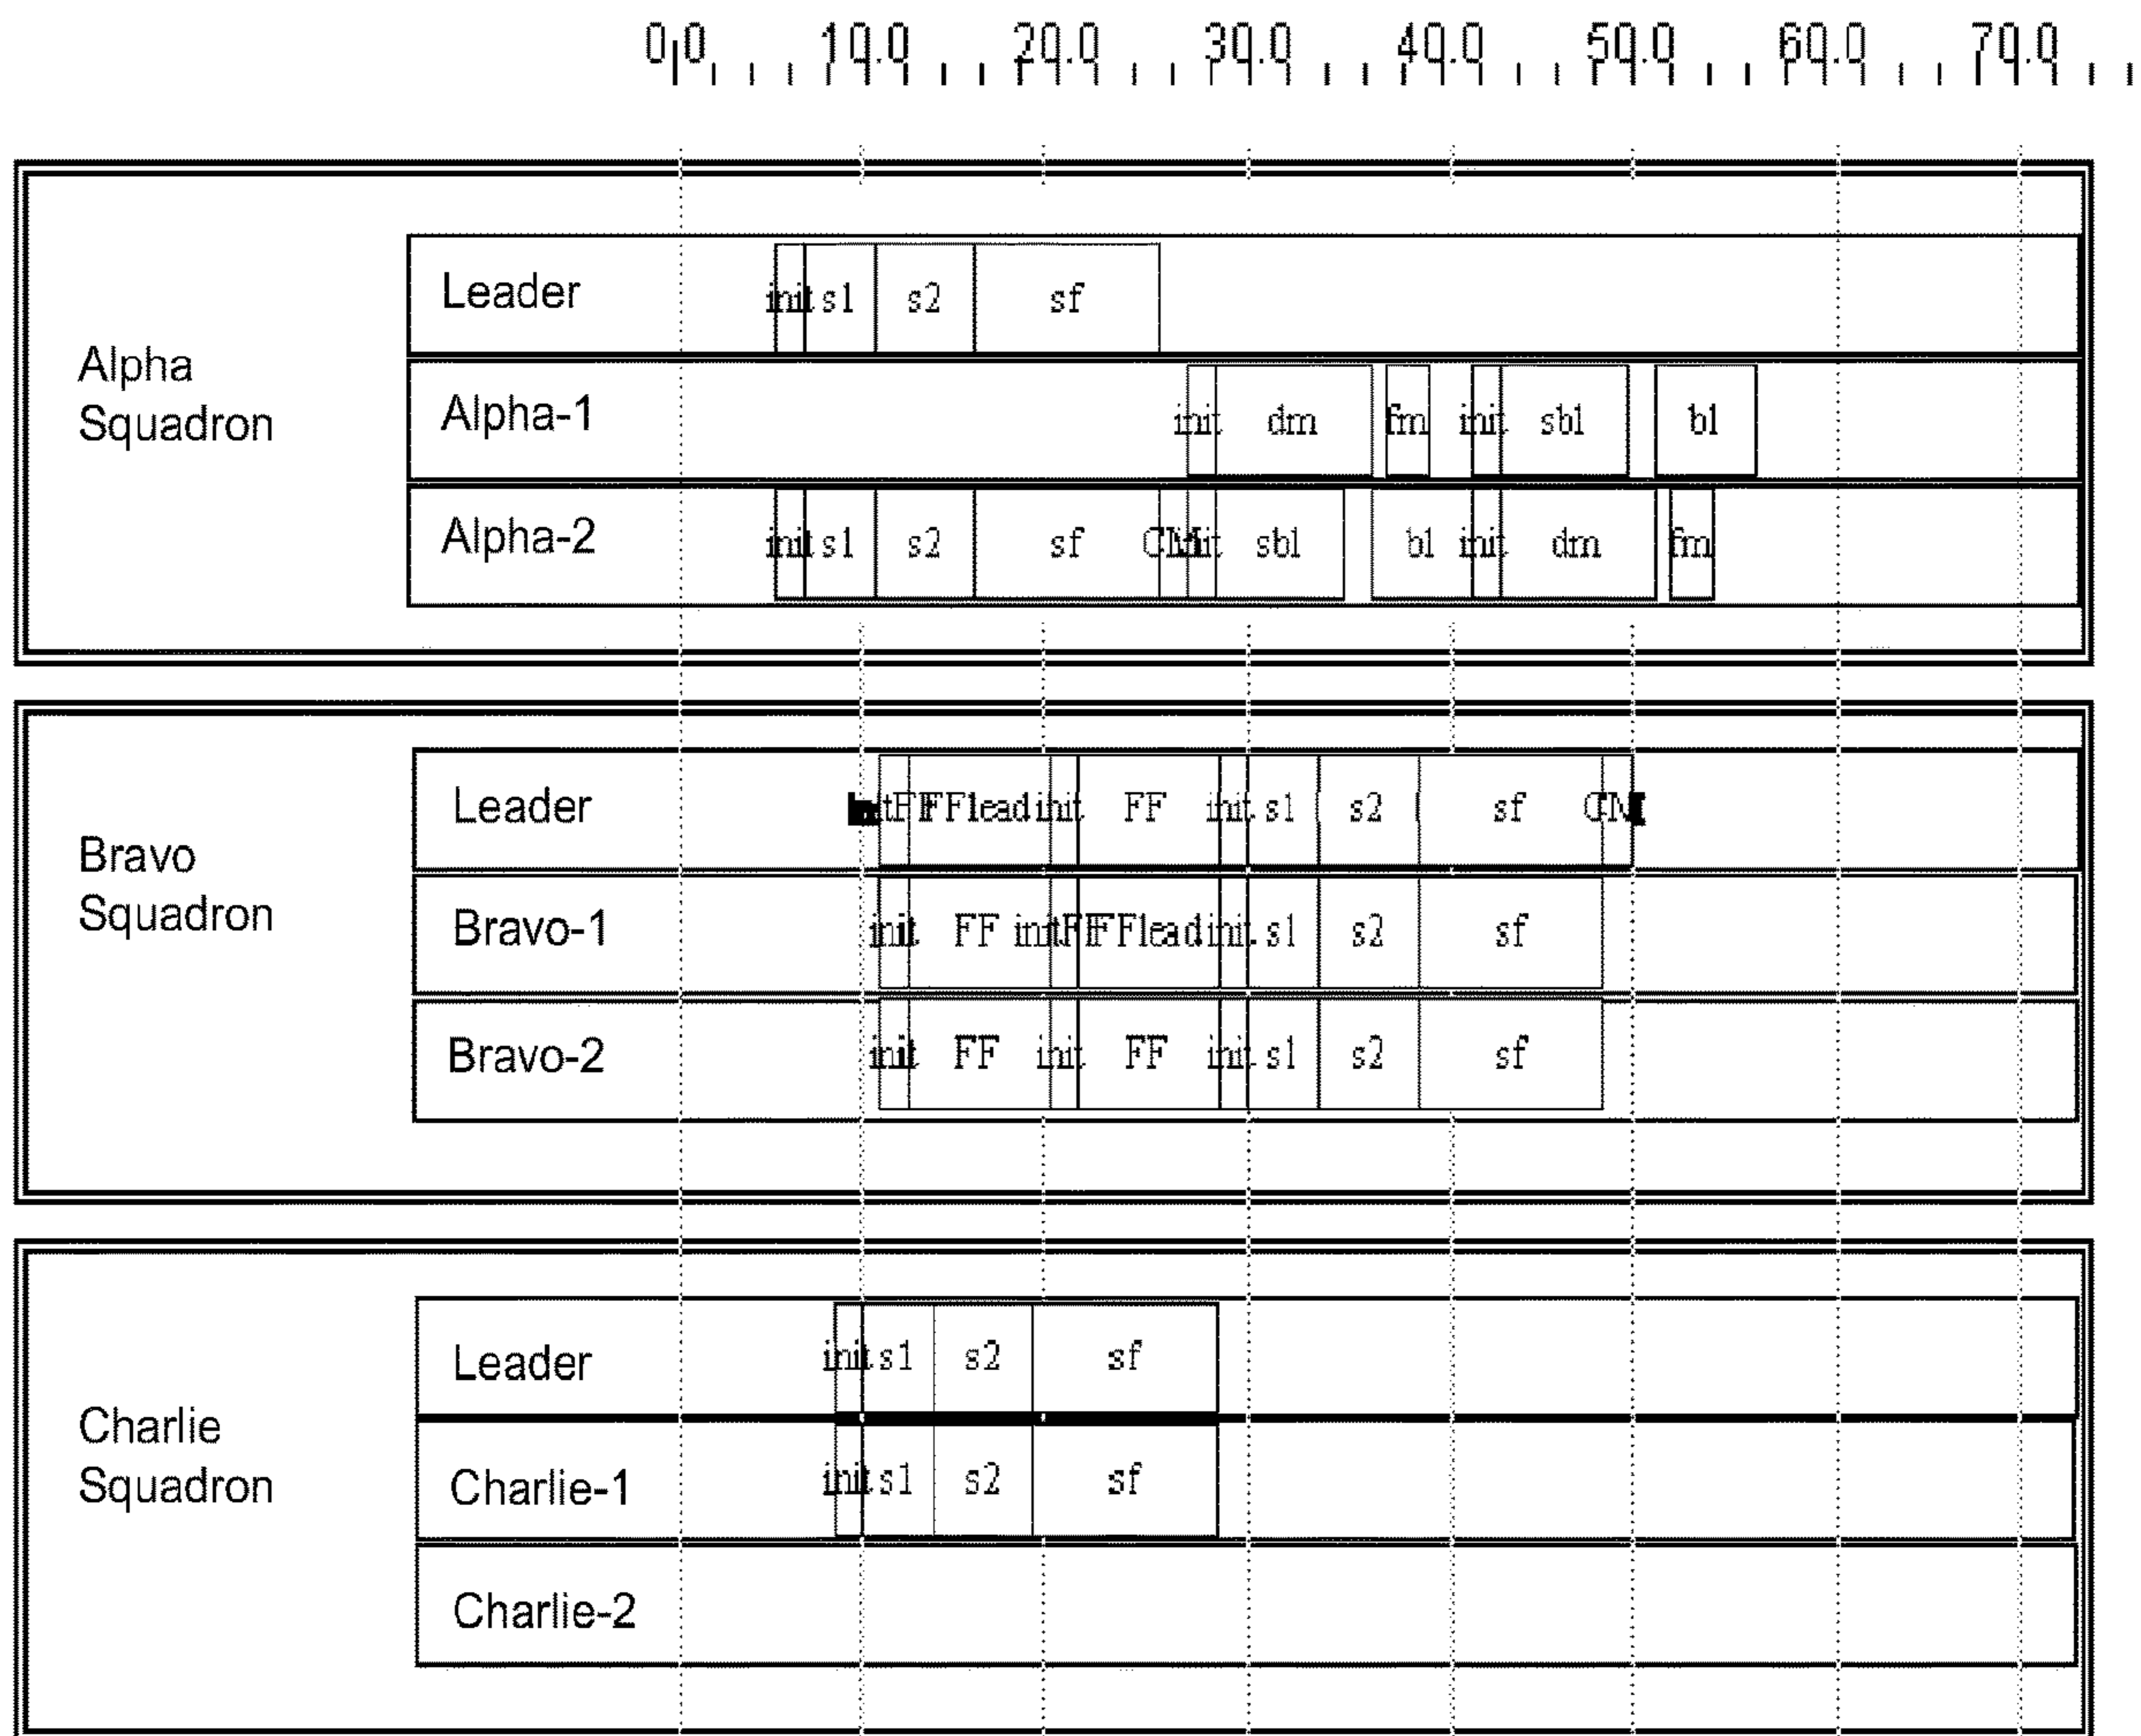 0.0 10.0 20.0 30.0 40.0 50.0 60.0 70.0
Alpha
Squadron
Leader
init s1 s2 sf
Alpha-1
init dm fm init sbl bl
Alpha-2
init s1 s2 sf CM init sbl bl init dm fm
Bravo
Squadron
Leader
FFlead init FF init s1 s2 sf CM
Bravo-1
init FF initFF FFlead init s1 s2 sf
Bravo-2
init FF init FF init s1 s2 sf
Charlie
Squadron
Leader
init s1 s2 sf
Charlie-1
init s1 s2 sf
Charlie-2